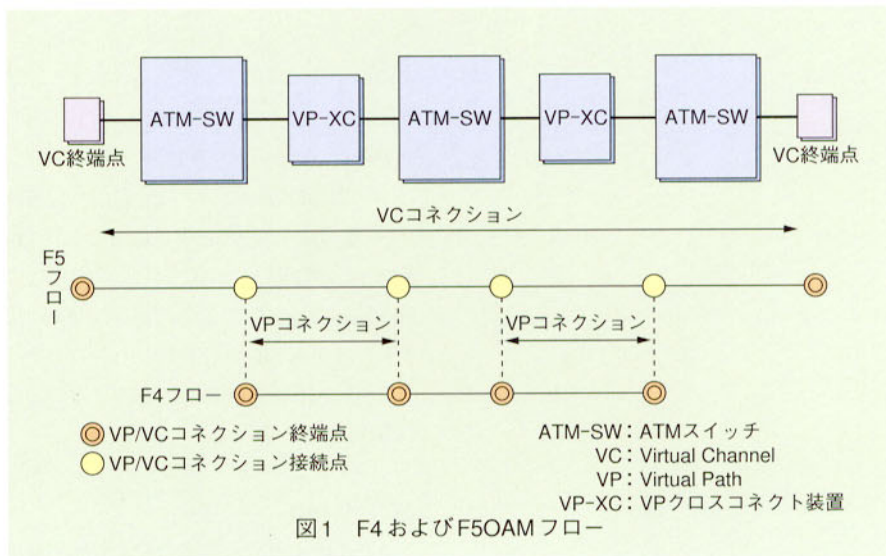 ATM-SW
VP-XC
ATM-SW
VP-XC
ATM-SW
VC終端点
VC終端点
VCコネクション
F5フロー
VPコネクション
VPコネクション
F4フロー
VP/VCコネクション終端点
VP/VCコネクション接続点
ATM-SW：ATMスイッチ
VC：Virtual Channel
VP：Virtual Path
VP-XC：VPクロスコネクト装置
図1 F4およびF5OAMフロー